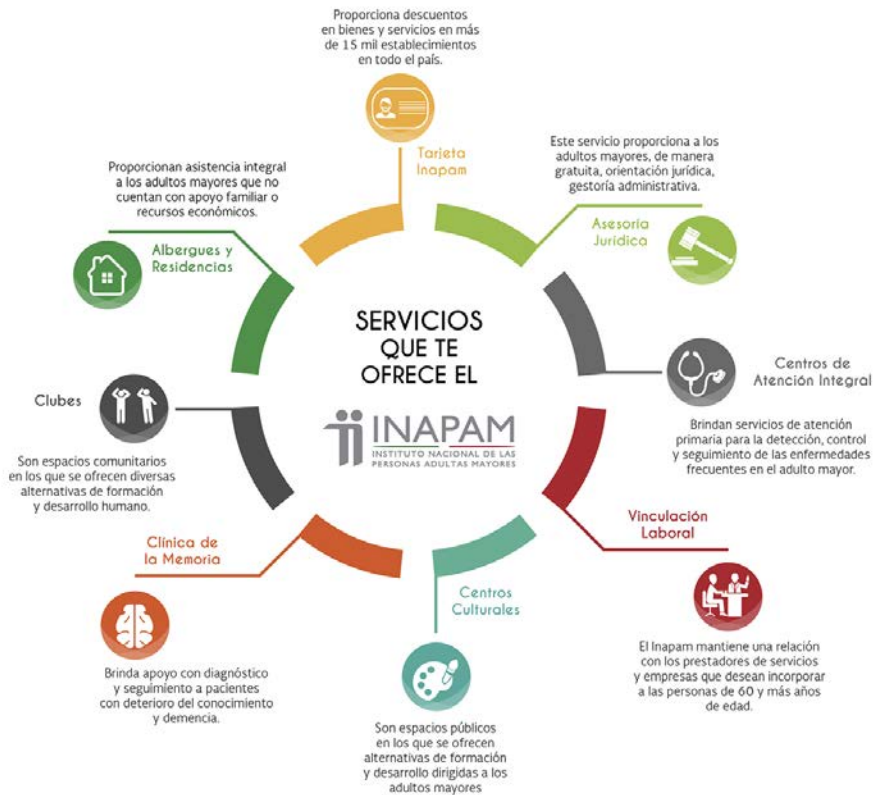 Proporciona descuentos
en bienes y servicios en más
de 15 mil establecimientos
en todo el país.
Tarjeta
Inapam
Este servicio proporciona a los
adultos mayores, de manera
gratuita, orientación jurídica,
gestoría administrativa.
Asesoría
Jurídica
Proporcionan asistencia integral
a los adultos mayores que no
cuentan con apoyo familiar o
recursos económicos.
Albergues y
Residencias
SERVICIOS
QUE TE
OFRECE EL
INAPAM
INSTITUTO NACIONAL DE LAS
PERSONAS ADULTAS MAYORES
Centros de
Atención Integral
Brindan servicios de atención
primaria para la detección, control
y seguimiento de las enfermedades
frecuentes en el adulto mayor.
Clubes
Son espacios comunitarios
en los que se ofrecen diversas
alternativas de formación
y desarrollo humano.
Vinculación
Laboral
El Inapam mantiene una relación
con los prestadores de servicios
y empresas que desean incorporar
a las personas de 60 y más años
de edad.
Clínica de
la Memoria
Brinda apoyo con diagnóstico
y seguimiento a pacientes
con deterioro del conocimiento
y demencia.
Centros
Culturales
Son espacios públicos
en los que se ofrecen
alternativas de formación
y desarrollo dirigidas a los
adultos mayores